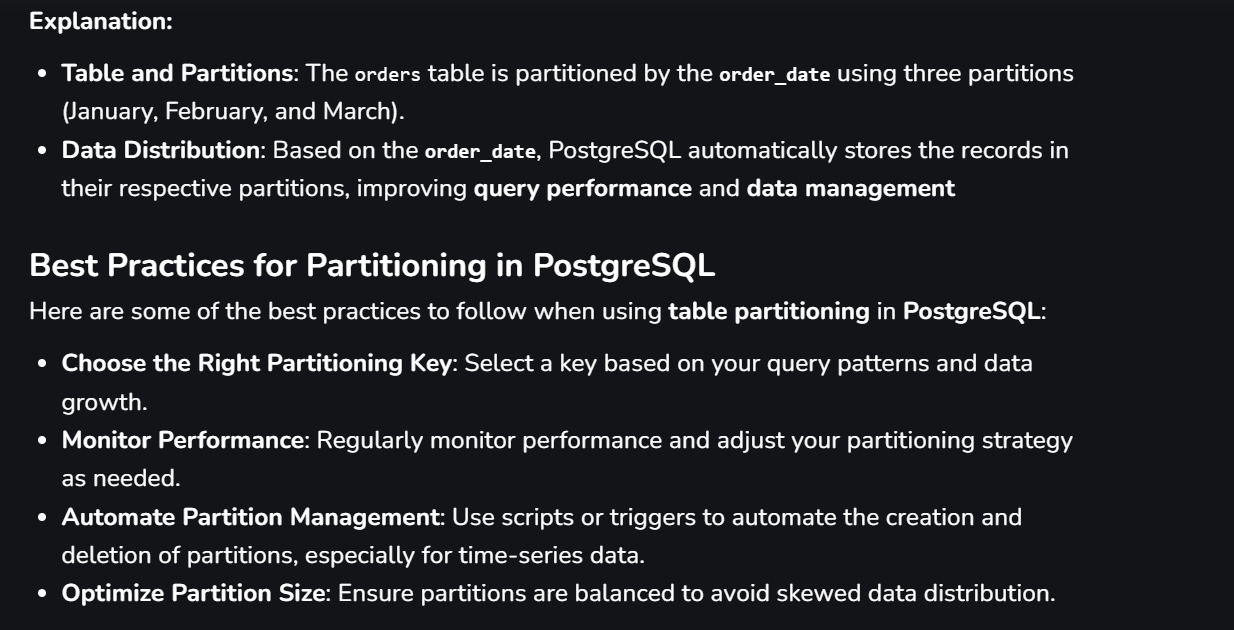 Explanation:
• Table and Partitions: The orders table is partitioned by the order_date using three partitions
(January, February, and March).
• Data Distribution: Based on the order_date, PostgreSQL automatically stores the records in
their respective partitions, improving query performance and data management
Best Practices for Partitioning in PostgreSQL
Here are some of the best practices to follow when using table partitioning in PostgreSQL:
• Choose the Right Partitioning Key: Select a key based on your query patterns and data
growth.
• Monitor Performance: Regularly monitor performance and adjust your partitioning strategy
as needed.
• Automate Partition Management: Use scripts or triggers to automate the creation and
deletion of partitions, especially for time-series data.
• Optimize Partition Size: Ensure partitions are balanced to avoid skewed data distribution.